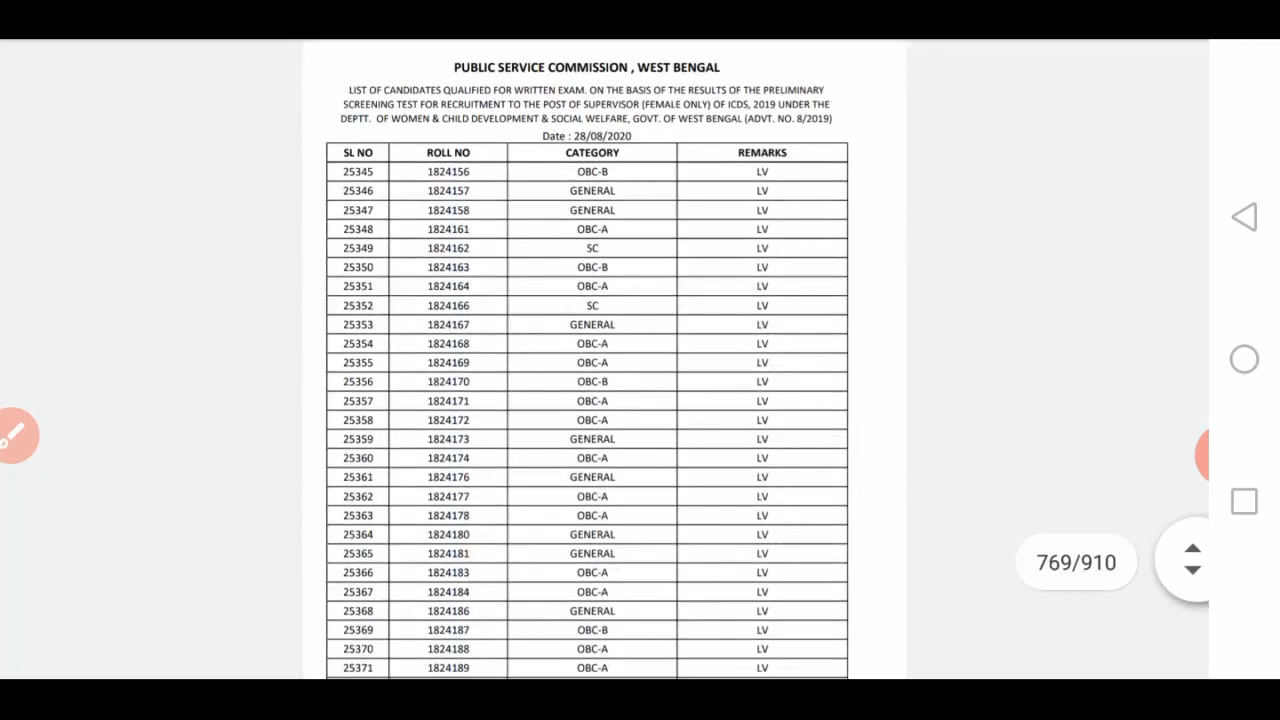 PUBLIC SERVICE COMMISSION , WEST BENGAL
LIST OF CANDIDATES QUALIFIED FOR WRITTEN EXAM. ON THE BASIS OF THE RESULTS OF THE PRELIMINARY
SCREENING TEST FOR RECRUITMENT TO THE POST OF SUPERVISOR (FEMALE ONLY) OF ICDS, 2019 UNDER THE
DEPTT. OF WOMEN & CHILD DEVELOPMENT & SOCIAL WELFARE, GOVT. OF WEST BENGAL (ADVT. NO. 8/2019)
Date : 28/08/2020
SL NO ROLL NO CATEGORY REMARKS
25345 1824156 OBC-B LV
25346 1824157 GENERAL LV
25347 1824158 GENERAL LV
25348 1824161 OBC-A LV
25349 1824162 SC LV
25350 1824163 OBC-B LV
25351 1824164 OBC-A LV
25352 1824166 SC LV
25353 1824167 GENERAL LV
25354 1824168 OBC-A LV
25355 1824169 OBC-A LV
25356 1824170 OBC-B LV
25357 1824171 OBC-A LV
25358 1824172 OBC-A LV
25359 1824173 GENERAL LV
25360 1824174 OBC-A LV
25361 1824176 GENERAL LV
25362 1824177 OBC-A LV
25363 1824178 OBC-A LV
25364 1824180 GENERAL LV
25365 1824181 GENERAL LV
25366 1824183 OBC-A LV
25367 1824184 OBC-A LV
25368 1824186 GENERAL LV
25369 1824187 OBC-B LV
25370 1824188 OBC-A LV
25371 1824189 OBC-A LV
769/910